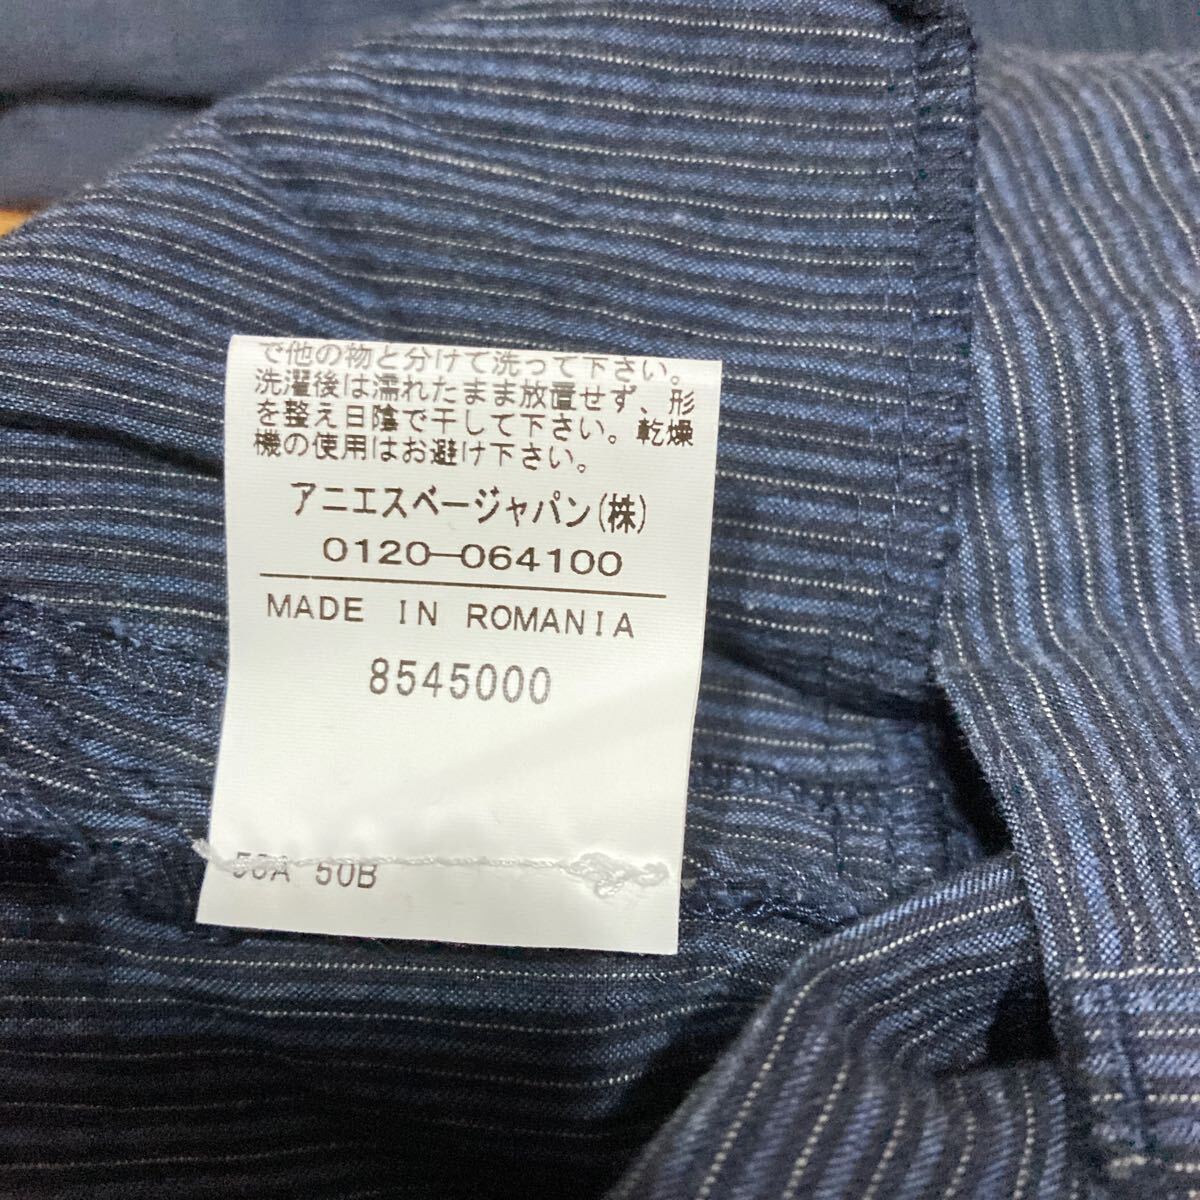 で他の物と分けて洗って下さい。
洗濯後は濡れたまま放置せず、形
を整え日陰で干して下さい。乾燥
機の使用はお避け下さい。
アニエスベージャパン(株)
0120-064100
MADE IN ROMANIA
8545000
50B